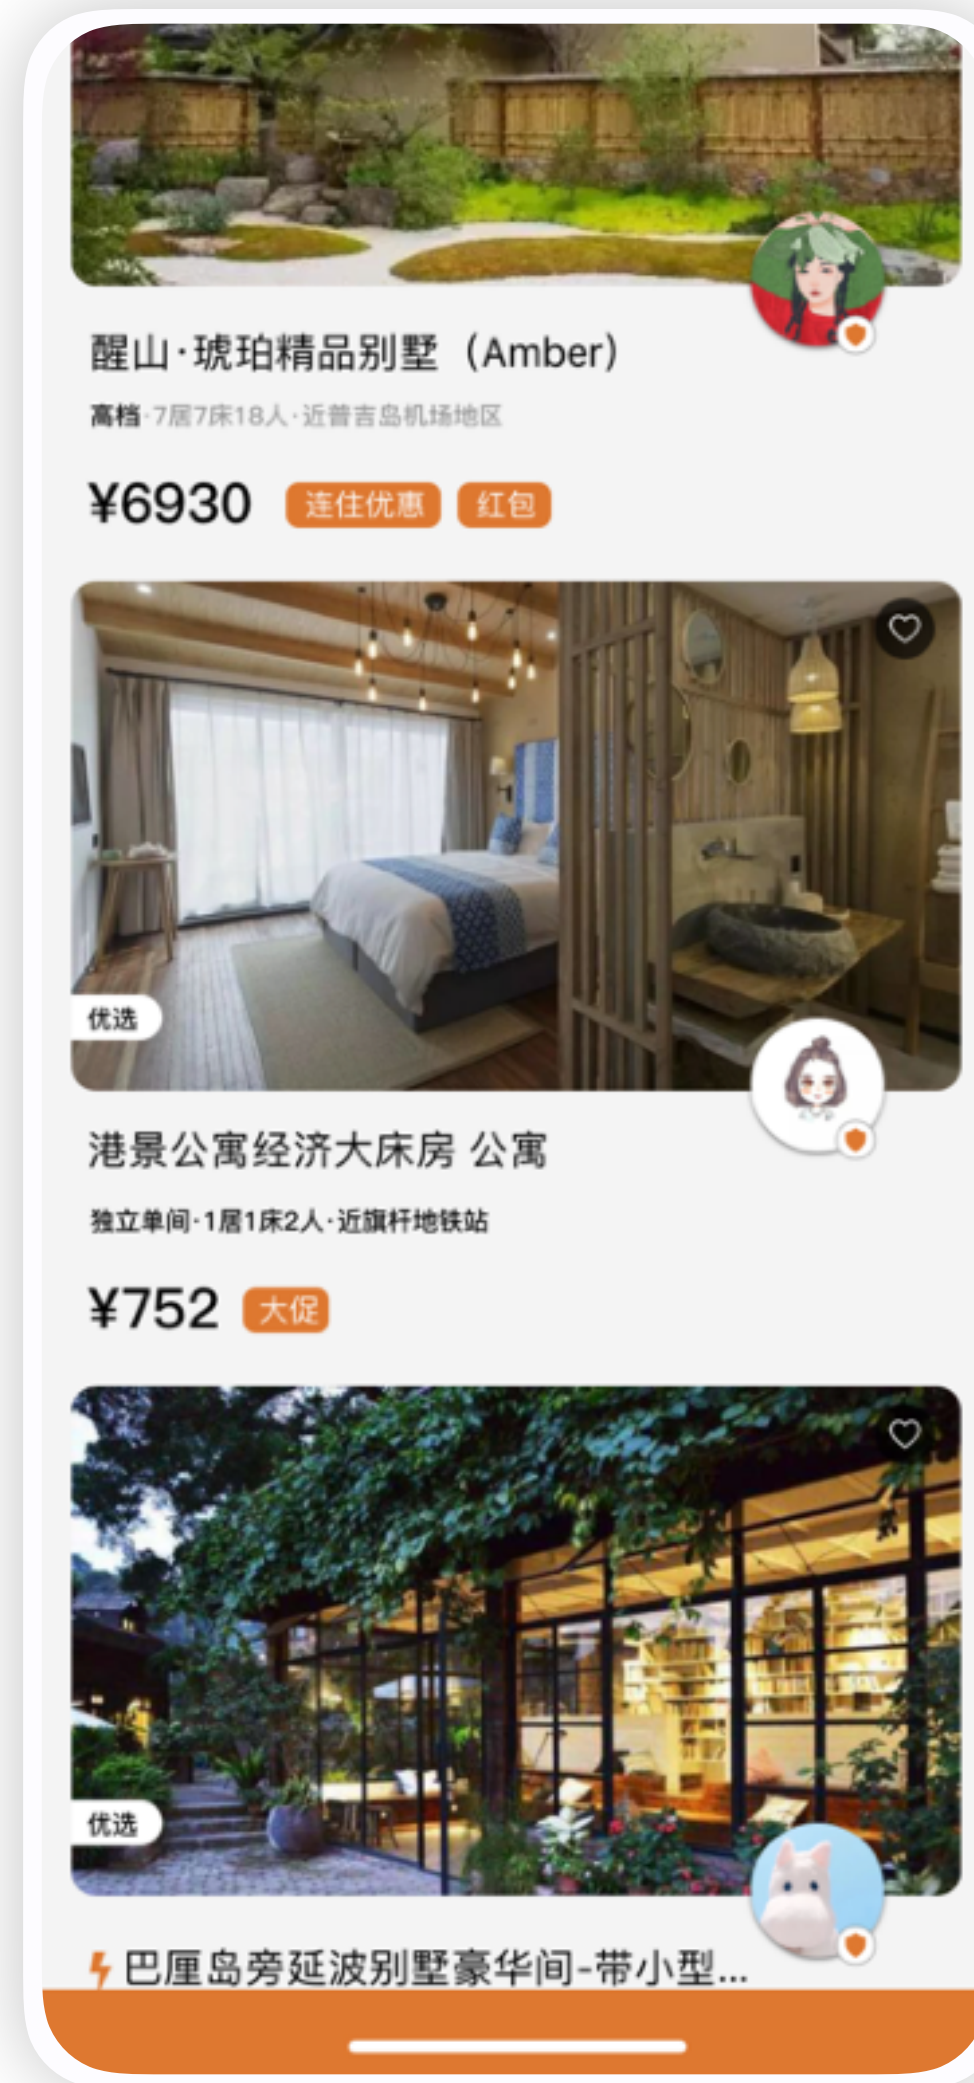 醒山·琥珀精品别墅（Amber）
高档·7居7床18人·近普吉岛机场地区
¥6930 连住优惠 红包
优选
港景公寓经济大床房 公寓
独立单间·1居1床2人·近旗杆地铁站
¥752 大促
优选
巴厘岛旁延波别墅豪华间-带小型...